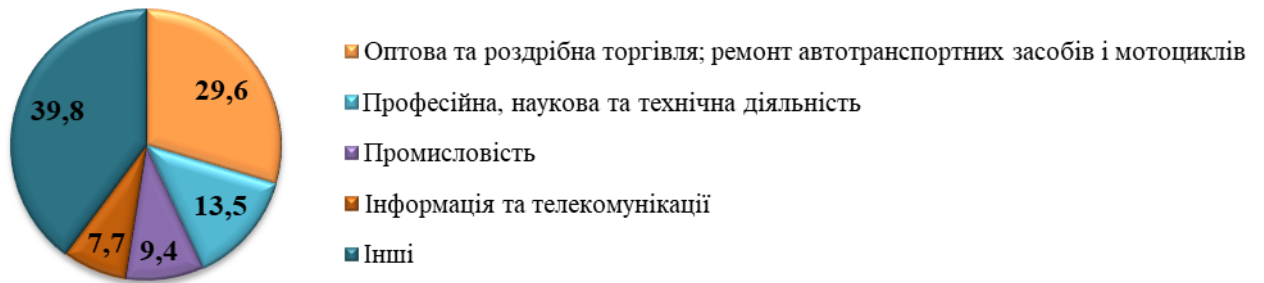 29,6
39,8
13,5
7,7
9,4
Оптова та роздрібна торгівля; ремонт автотранспортних засобів і мотоциклів
Професійна, наукова та технічна діяльність
Промисловість
Інформація та телекомунікації
Інші